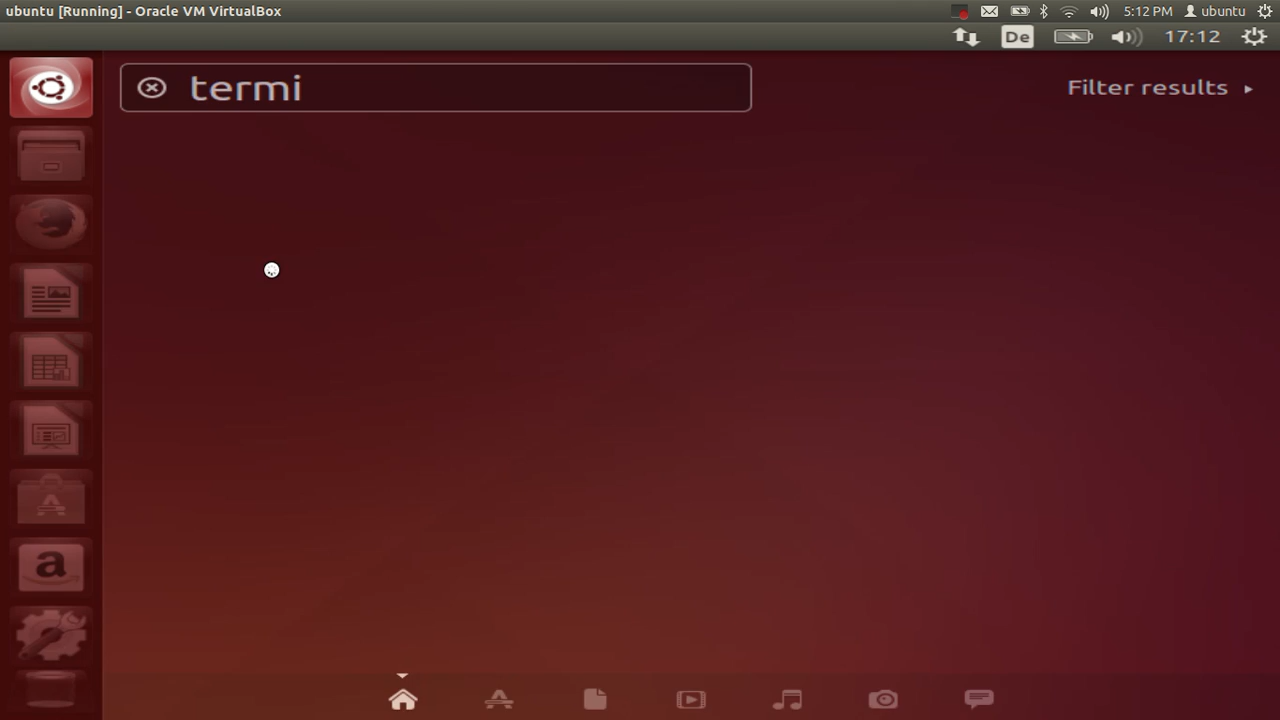 ubuntu [Running] - Oracle VM VirtualBox
5:12 PM
ubuntu
De
17:12
termi
Filter results
a